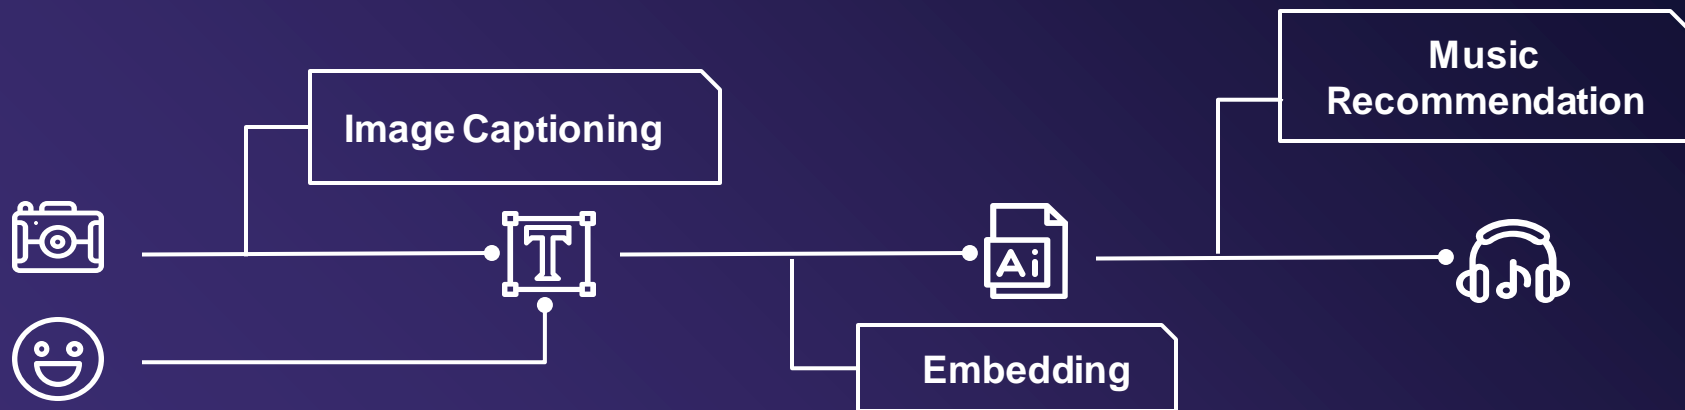 Music
Recommendation
Image Captioning
T
Ai
Embedding